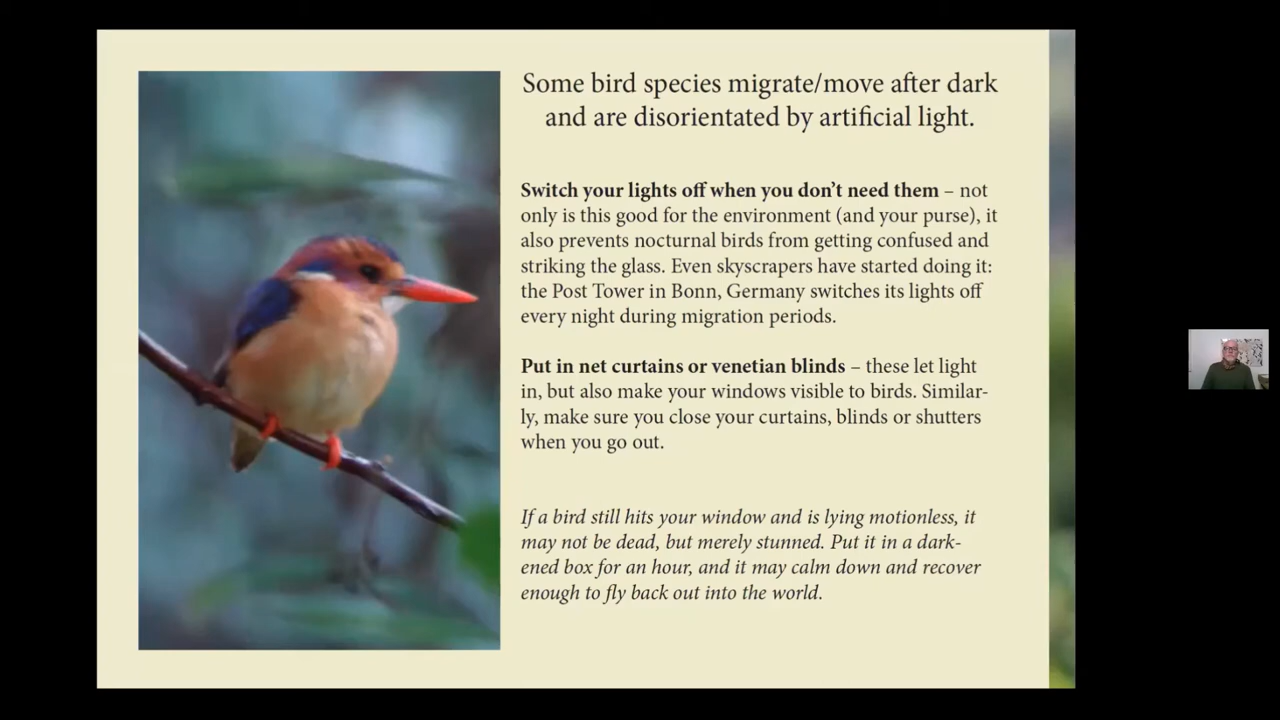 Some bird species migrate/move after dark
and are disorientated by artificial light.
Switch your lights off when you don’t need them – not
only is this good for the environment (and your purse), it
also prevents nocturnal birds from getting confused and
striking the glass. Even skyscrapers have started doing it:
the Post Tower in Bonn, Germany switches its lights off
every night during migration periods.
Put in net curtains or venetian blinds – these let light
in, but also make your windows visible to birds. Similar-
ly, make sure you close your curtains, blinds or shutters
when you go out.
If a bird still hits your window and is lying motionless, it
may not be dead, but merely stunned. Put it in a dark-
ened box for an hour, and it may calm down and recover
enough to fly back out into the world.